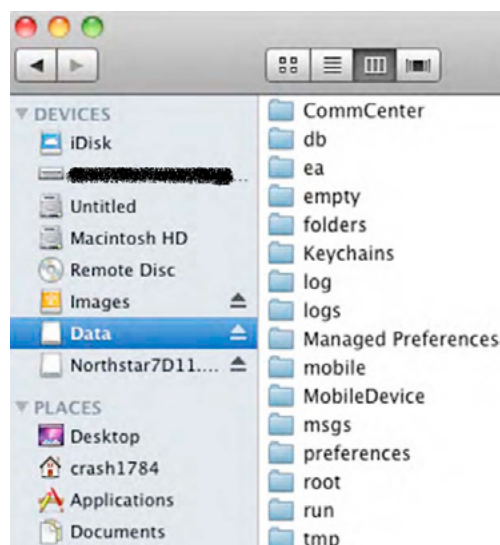 DEVICES
iDisk
...
Untitled
Macintosh HD
Remote Disc
Images
Data
Northstar7D11....
PLACES
Desktop
crash1784
Applications
Documents
CommCenter
db
ea
empty
folders
Keychains
log
logs
Managed Preferences
mobile
MobileDevice
msgs
preferences
root
run
tmp